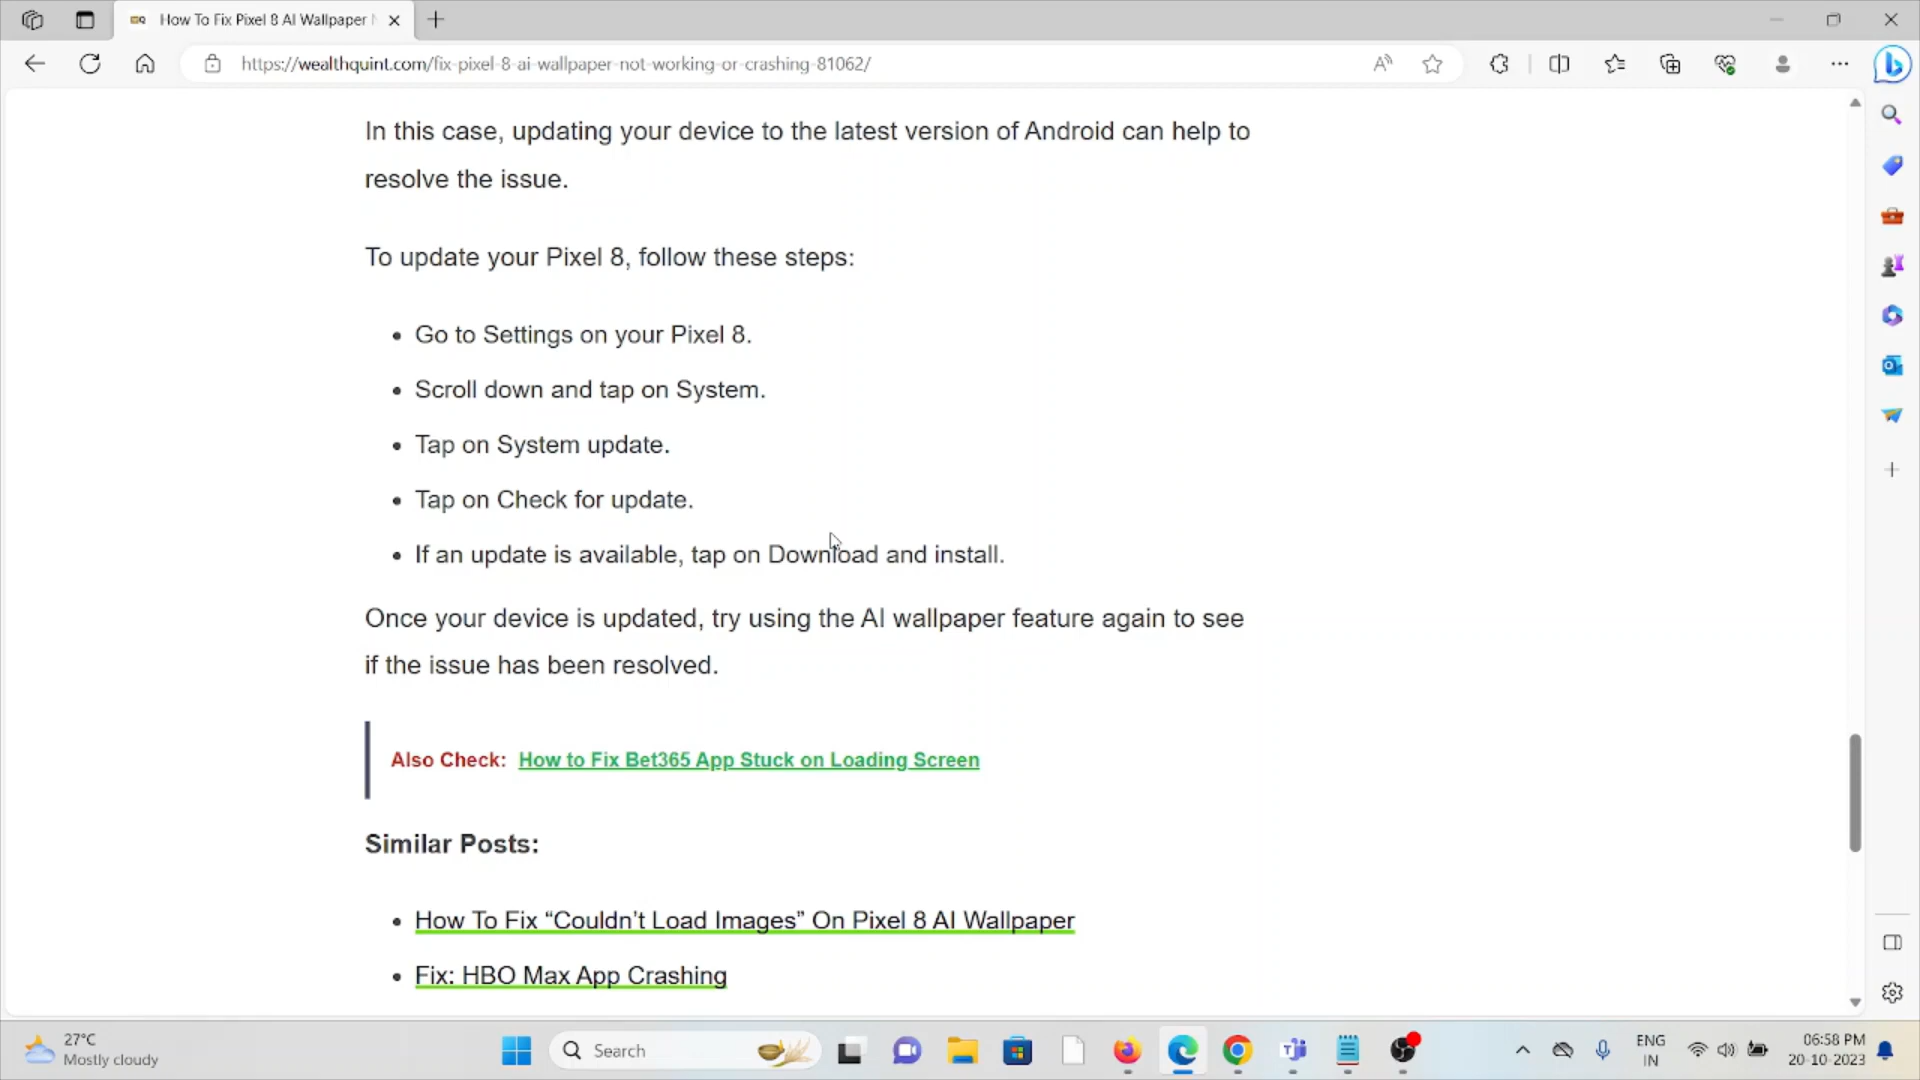 How To Fix Pixel 8 AI Wallpaper
https://wealthquint.com/fix-pixel-8-ai-wallpaper-not-working-or-crashing-81062/
In this case, updating your device to the latest version of Android can help to
resolve the issue.
To update your Pixel 8, follow these steps:
• Go to Settings on your Pixel 8.
• Scroll down and tap on System.
• Tap on System update.
• Tap on Check for update.
• If an update is available, tap on Download and install.
Once your device is updated, try using the AI wallpaper feature again to see
if the issue has been resolved.
Also Check: How to Fix Bet365 App Stuck on Loading Screen
Similar Posts:
• How To Fix “Couldn’t Load Images” On Pixel 8 AI Wallpaper
• Fix: HBO Max App Crashing
27°C
Mostly cloudy
Search
ENG
IN
06:58 PM
20-10-2023